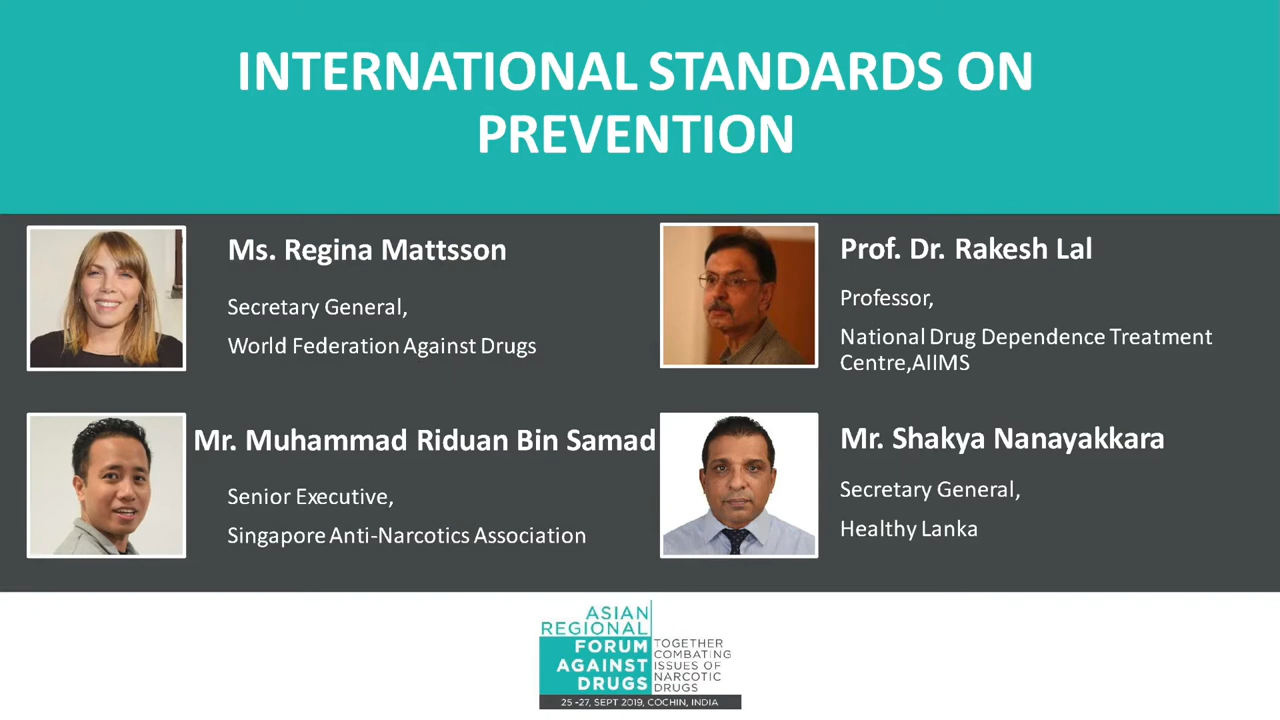 INTERNATIONAL STANDARDS ON
PREVENTION
Ms. Regina Mattsson
Secretary General,
World Federation Against Drugs
Prof. Dr. Rakesh Lal
Professor,
National Drug Dependence Treatment
Centre,AIIMS
Mr. Muhammad Riduan Bin Samad
Senior Executive,
Singapore Anti-Narcotics Association
Mr. Shakya Nanayakkara
Secretary General,
Healthy Lanka
ASIAN
REGIONAL
FORUM
AGAINST
DRUGS
TOGETHER
COMBATING
ISSUES OF
NARCOTIC
DRUGS
25 -27, SEPT 2019, COCHIN, INDIA